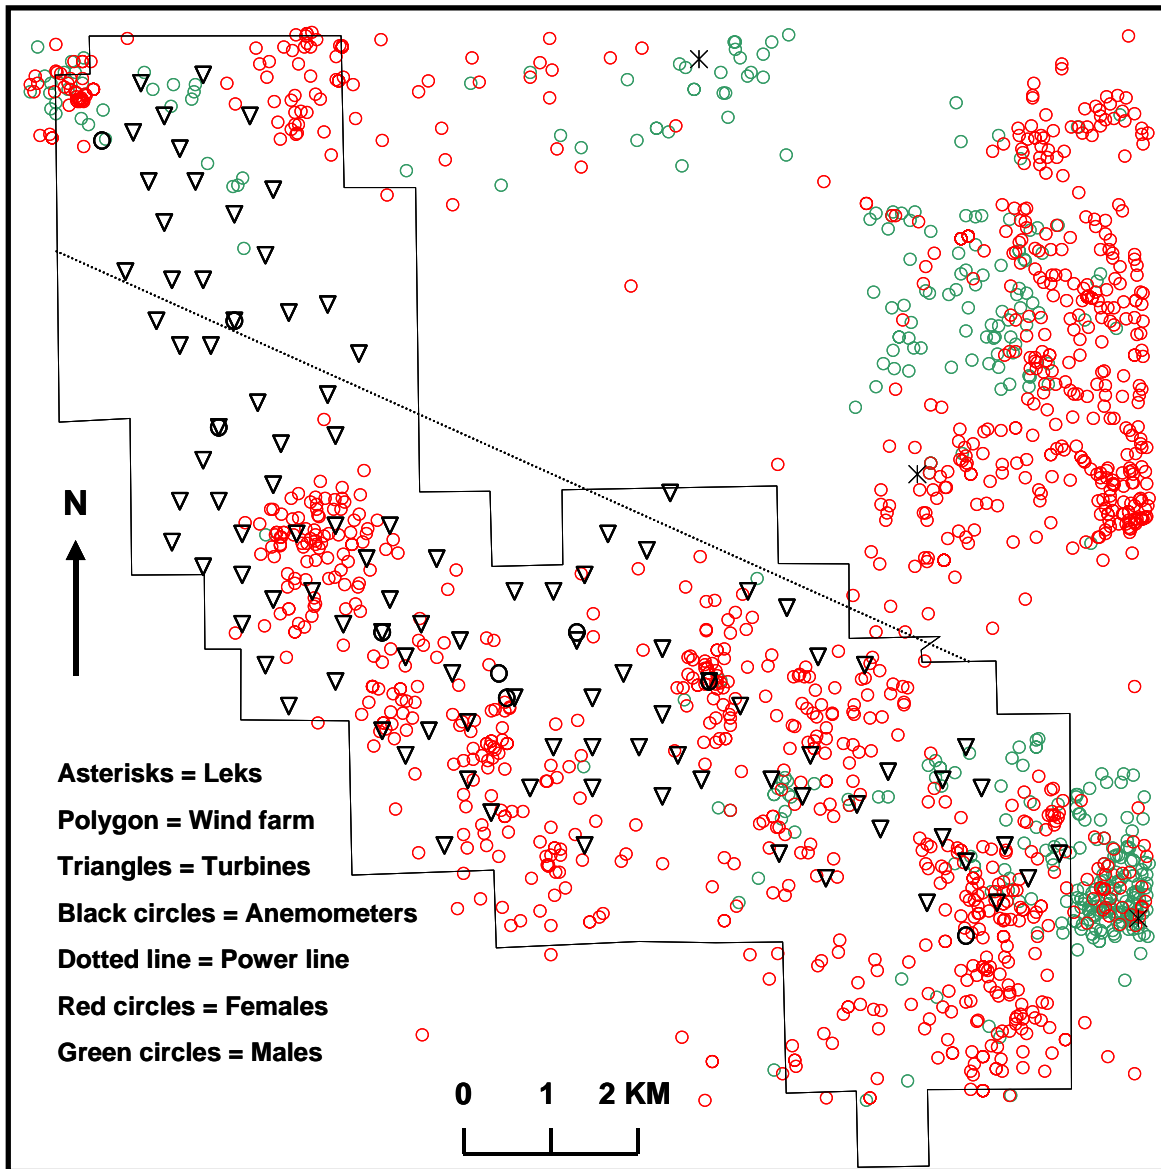 N
Asterisks = Leks
Polygon = Wind farm
Triangles = Turbines
Black circles = Anemometers
Dotted line = Power line
Red circles = Females
Green circles = Males
0 1 2 KM